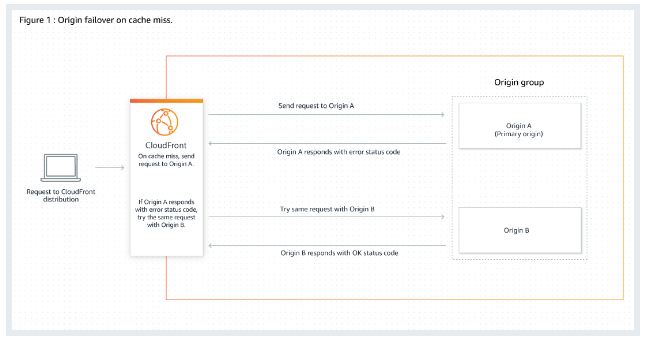 Figure 1 : Origin failover on cache miss.
Origin group
Send request to Origin A
Origin A
(Primary origin)
CloudFront
On cache miss, send
request to Origin A.
Origin A responds with error status code
Request to CloudFront
distribution
If Origin A responds
with error status code,
try the same request
with Origin B.
Try same request with Origin B
Origin B
Origin B responds with OK status code